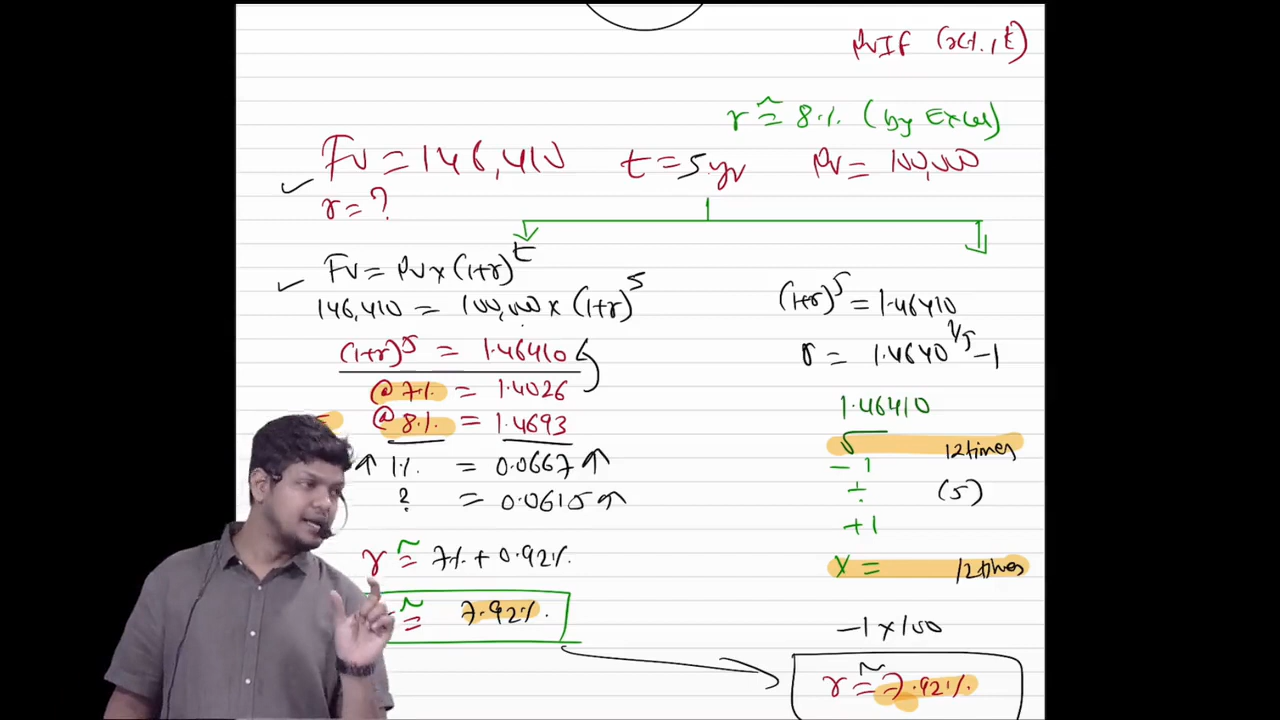 PVIF (r%, t)
r ≅ 8% (by Excel)
FV = 146,410 t = 5 yr PV = 100,000
r = ?
FV = PV x (1+r)^t
146,410 = 100,000 x (1+r)^5
(1+r)^5 = 1.46410
@ 7% = 1.4026
@ 8% = 1.4693
↑ 1% = 0.0667 ↑
? = 0.0615 ↑
r ≅ 7% + 0.92%
≅ 7.92%
(1+r)^5 = 1.46410
r = 1.4640^1/5 - 1
1.46410
√ 12 times
- 1
÷ (5)
+ 1
x = 12 times
- 1 x 100
r ≅ 7.92%